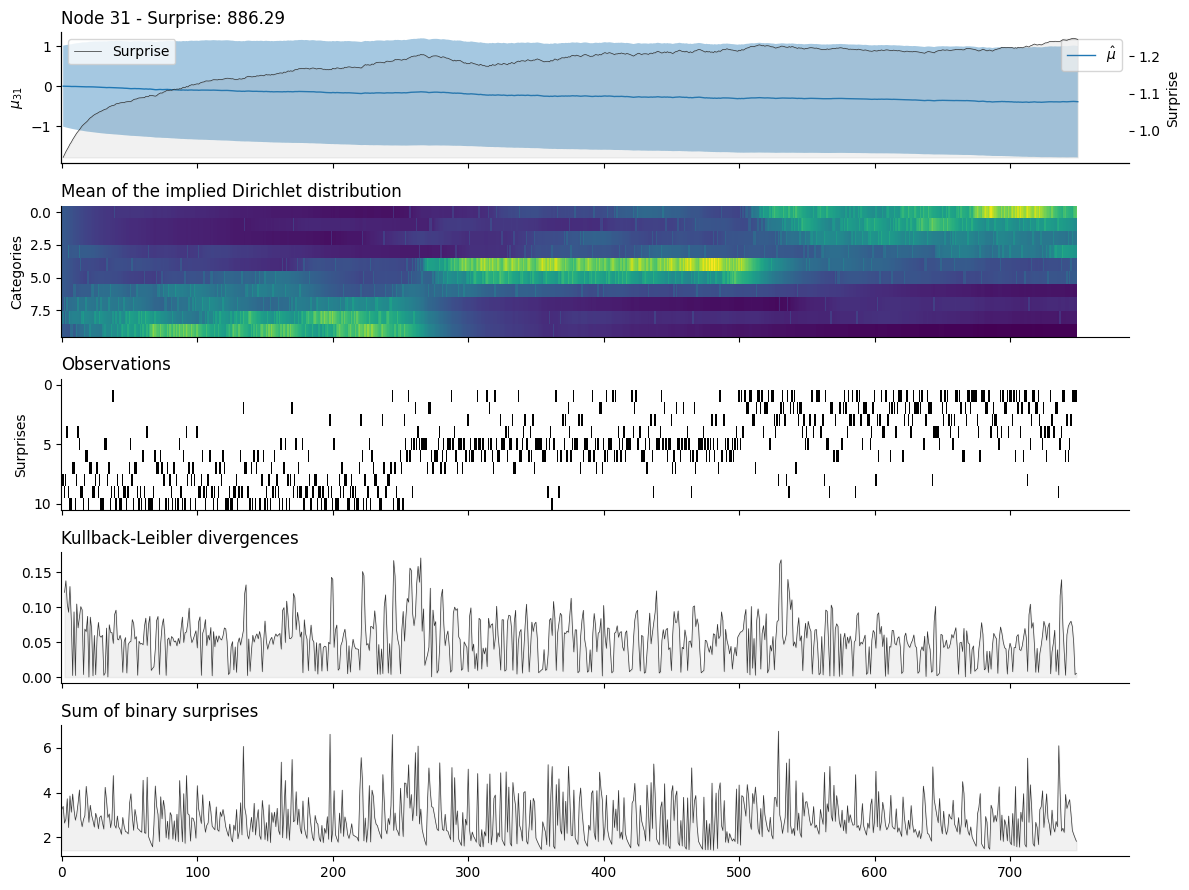 Node 31 - Surprise: 886.29
Surprise
μ̂
1
0
−1
μ31
1.2
1.1
1.0
Surprise
Mean of the implied Dirichlet distribution
0.0
2.5
5.0
7.5
Categories
Observations
0
5
10
Surprises
Kullback-Leibler divergences
0.15
0.10
0.05
0.00
Sum of binary surprises
6
4
2
0 100 200 300 400 500 600 700